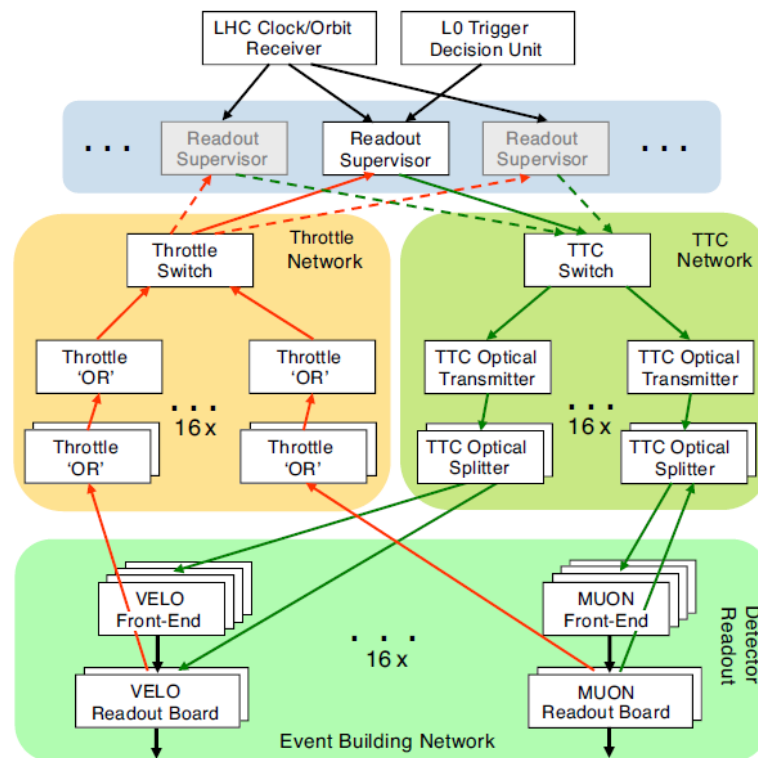 LHC Clock/Orbit
Receiver
L0 Trigger
Decision Unit
. . .
Readout
Supervisor
Readout
Supervisor
Readout
Supervisor
. . .
Throttle
Switch
Throttle
Network
TTC
Switch
TTC
Network
Throttle
'OR'
Throttle
'OR'
. . .
16 x
Throttle
'OR'
Throttle
'OR'
TTC Optical
Transmitter
TTC Optical
Transmitter
. . .
16 x
TTC Optical
Splitter
TTC Optical
Splitter
VELO
Front-End
MUON
Front-End
. . .
16 x
Detector
Readout
VELO
Readout Board
MUON
Readout Board
Event Building Network